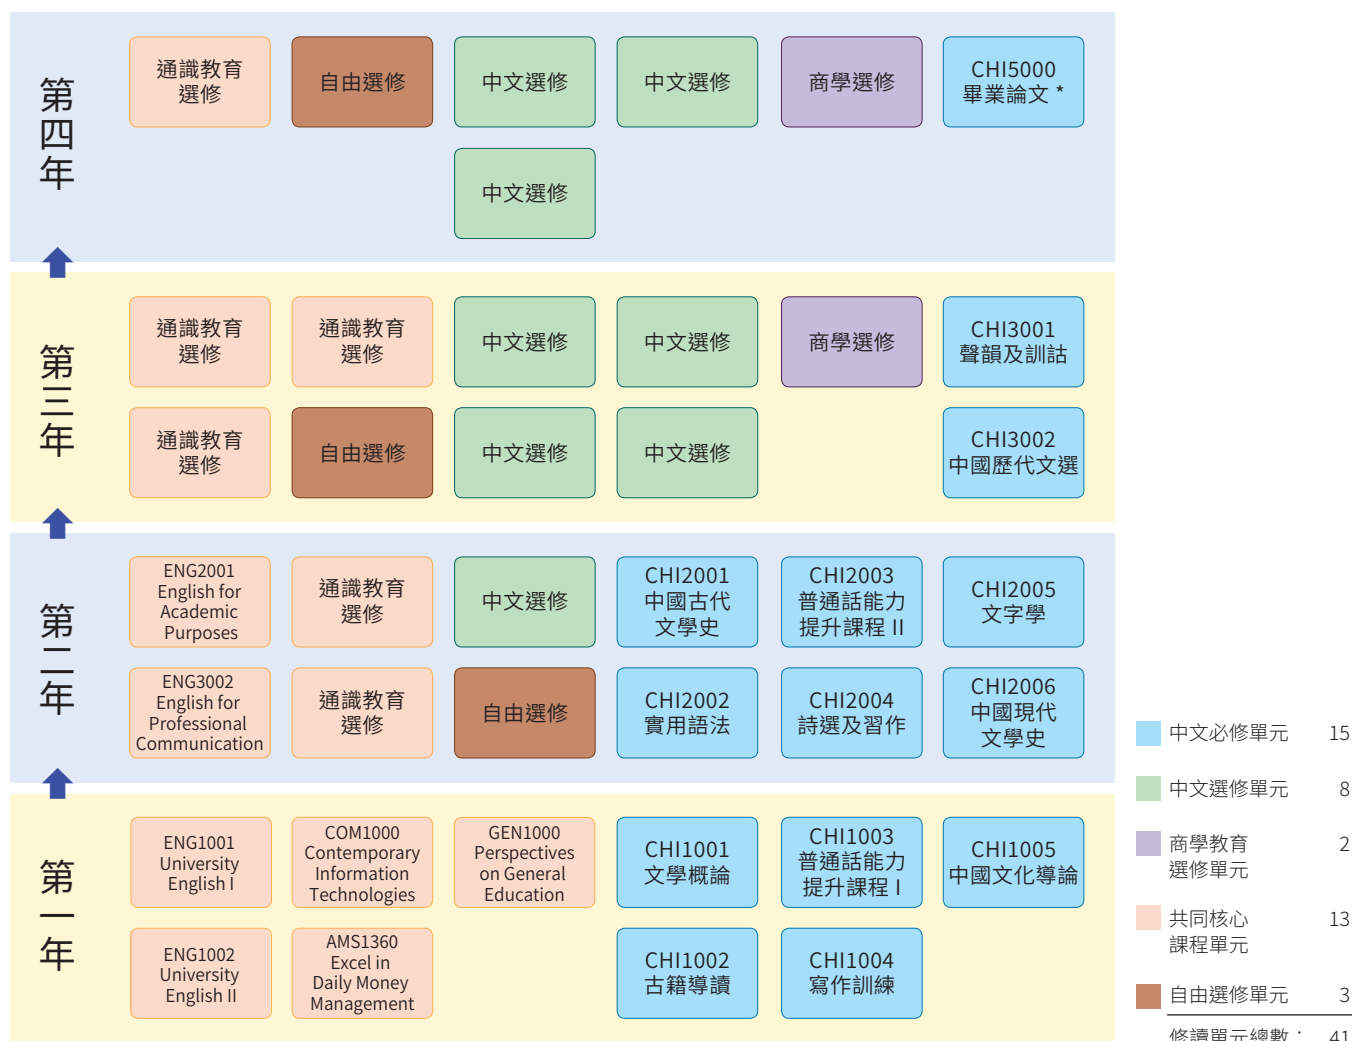 第四年
通識教育
選修
自由選修
中文選修
中文選修
商學選修
CHI5000
畢業論文 *
中文選修
第三年
通識教育
選修
通識教育
選修
中文選修
中文選修
商學選修
CHI3001
聲韻及訓詁
通識教育
選修
自由選修
中文選修
中文選修
CHI3002
中國歷代文選
第二年
ENG2001
English for
Academic
Purposes
通識教育
選修
中文選修
CHI2001
中國古代
文學史
CHI2003
普通話能力
提升課程 II
CHI2005
文字學
ENG3002
English for
Professional
Communication
通識教育
選修
自由選修
CHI2002
實用語法
CHI2004
詩選及習作
CHI2006
中國現代
文學史
第一年
ENG1001
University
English I
COM1000
Contemporary
Information
Technologies
GEN1000
Perspectives
on General
Education
CHI1001
文學概論
CHI1003
普通話能力
提升課程 I
CHI1005
中國文化導論
ENG1002
University
English II
AMS1360
Excel in
Daily Money
Management
CHI1002
古籍導讀
CHI1004
寫作訓練
中文必修單元 15
中文選修單元 8
商學教育 2
選修單元
共同核心 13
課程單元
自由選修單元 3
修讀單元總數： 41